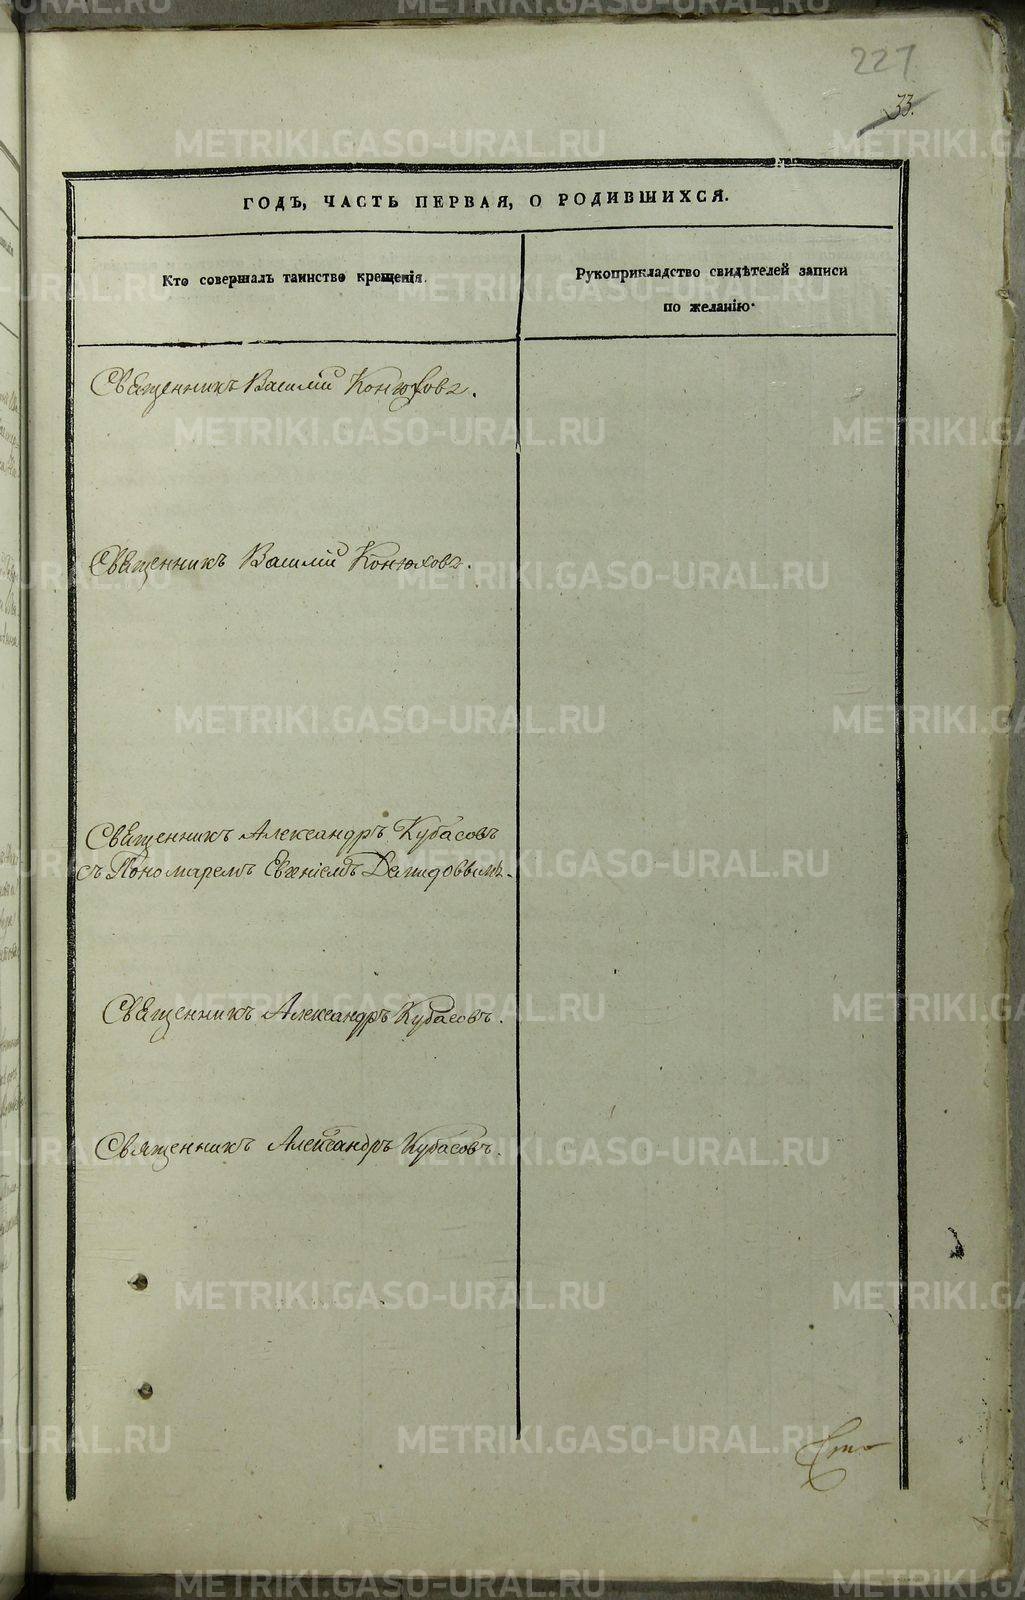 227
33.
ГОДЪ, ЧАСТЬ ПЕРВАЯ, О РОДИВШИХСЯ.
Кто совершалъ таинство крещенія.
Рукоприкладство свидѣтелей записи
по желанію.
Священникъ Василій Конюховъ.
Священникъ Василій Конюховъ.
Священникъ Александръ Кубасовъ
съ Пономаремъ Евгеніемъ Давидовымъ.
Священникъ Александръ Кубасовъ.
Священникъ Александръ Кубасовъ.
METRIKI.GASO-URAL.RU